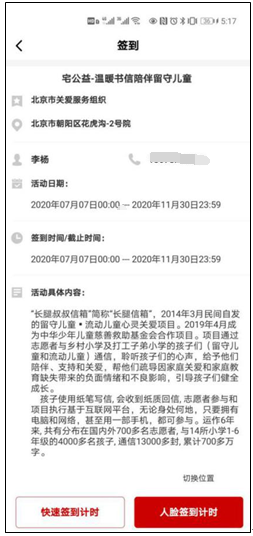 5:17
签到
宅公益-温暖书信陪伴留守儿童
北京市关爱服务组织
北京市朝阳区花虎沟-2号院
李杨
活动日期：
2020年07月07日00:00 -- 2020年11月30日23:59
签到时间/截止时间：
2020年07月07日00:00 -- 2020年11月30日23:59
活动具体内容：
“长腿叔叔信箱”简称“长腿信箱”，2014年3月民间自发
的留守儿童•流动儿童心灵关爱项目。2019年4月成
为中华少年儿童慈善救助基金会合作项目。项目通过
志愿者与乡村小学及打工子弟小学的孩子们（留守儿
童和流动儿童）通信，聆听孩子们的心声，给予他们
陪伴、支持和关爱，帮他们疏导因家庭关爱和家庭教
育缺失带来的负面情绪和不良影响，引导孩子们健全
成长。
孩子使用纸笔写信,会收到纸质回信,志愿者参与和
项目执行基于互联网平台，无论身处何地，只要拥有
电脑和网络，甚至用一部手机，都可参与。运作6年
来,共有分布在国内外700多名志愿者,与14所小学1-6
年级的4000多名孩子,通信13000多封,累计700多万
字。
切换位置
快速签到计时
人脸签到计时